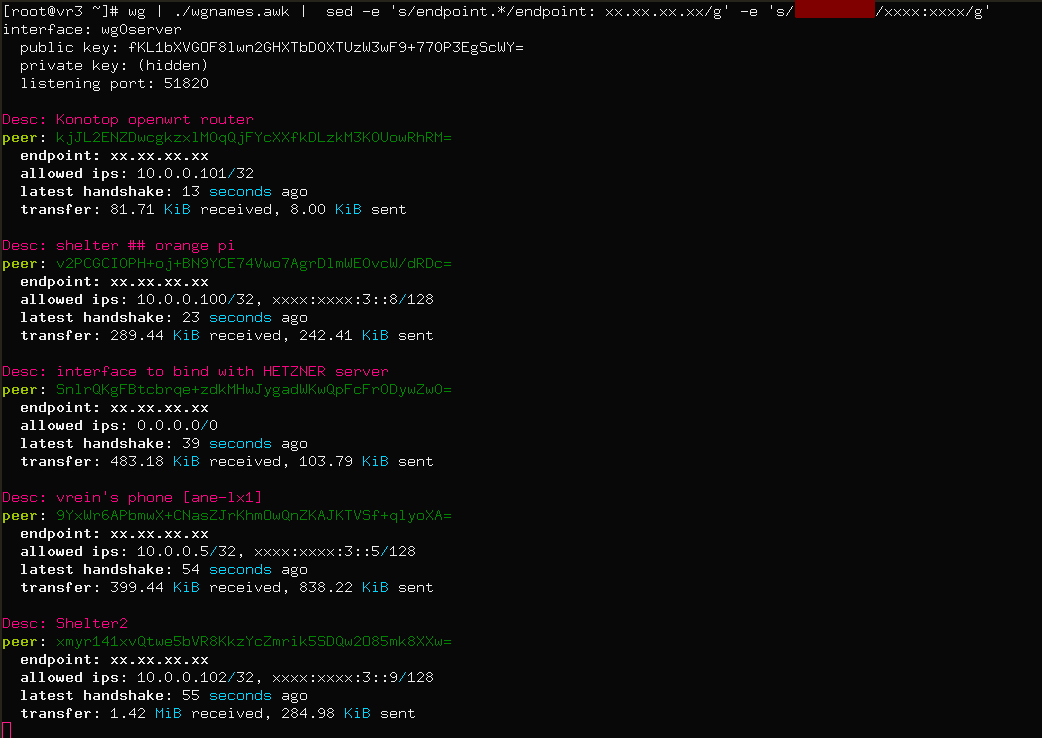 [root@vr3 ~]# wg | ./wgnames.awk |  sed -e 's/endpoint.*/endpoint: xx.xx.xx.xx/g' -e 's/ /xxxx:xxxx/g'
interface: wg0server
  public key: fKL1bXVGOF8lwn2GHXTbDOXTUzW3wF9+77OP3EgScWY=
  private key: (hidden)
  listening port: 51820

Desc: Konotop openwrt router
peer: kjJL2ENZDwcgkzxlMOqQjFYcXXfkDLzkM3KOUowRhRM=
  endpoint: xx.xx.xx.xx
  allowed ips: 10.0.0.101/32
  latest handshake: 13 seconds ago
  transfer: 81.71 KiB received, 8.00 KiB sent

Desc: shelter ## orange pi
peer: v2PCGCIOPH+oj+BN9YCE74Vwo7AgrDlmWEOvcW/dRDc=
  endpoint: xx.xx.xx.xx
  allowed ips: 10.0.0.100/32, xxxx:xxxx:3::8/128
  latest handshake: 23 seconds ago
  transfer: 289.44 KiB received, 242.41 KiB sent

Desc: interface to bind with HETZNER server
peer: SnlrQKgFBtcbrqe+zdkMHwJygadWKwQpFcFrODywZwO=
  endpoint: xx.xx.xx.xx
  allowed ips: 0.0.0.0/0
  latest handshake: 39 seconds ago
  transfer: 483.18 KiB received, 103.79 KiB sent

Desc: vrein's phone [ane-lx1]
peer: 9YxWr6APbmwX+CNasZJrKhmOwQnZKAJKTVSf+qlyoXA=
  endpoint: xx.xx.xx.xx
  allowed ips: 10.0.0.5/32, xxxx:xxxx:3::5/128
  latest handshake: 54 seconds ago
  transfer: 399.44 KiB received, 838.22 KiB sent

Desc: Shelter2
peer: xmyr141xvQtwe5bVR8KkzYcZmrik5SDQw2O85mk8XXw=
  endpoint: xx.xx.xx.xx
  allowed ips: 10.0.0.102/32, xxxx:xxxx:3::9/128
  latest handshake: 55 seconds ago
  transfer: 1.42 MiB received, 284.98 KiB sent